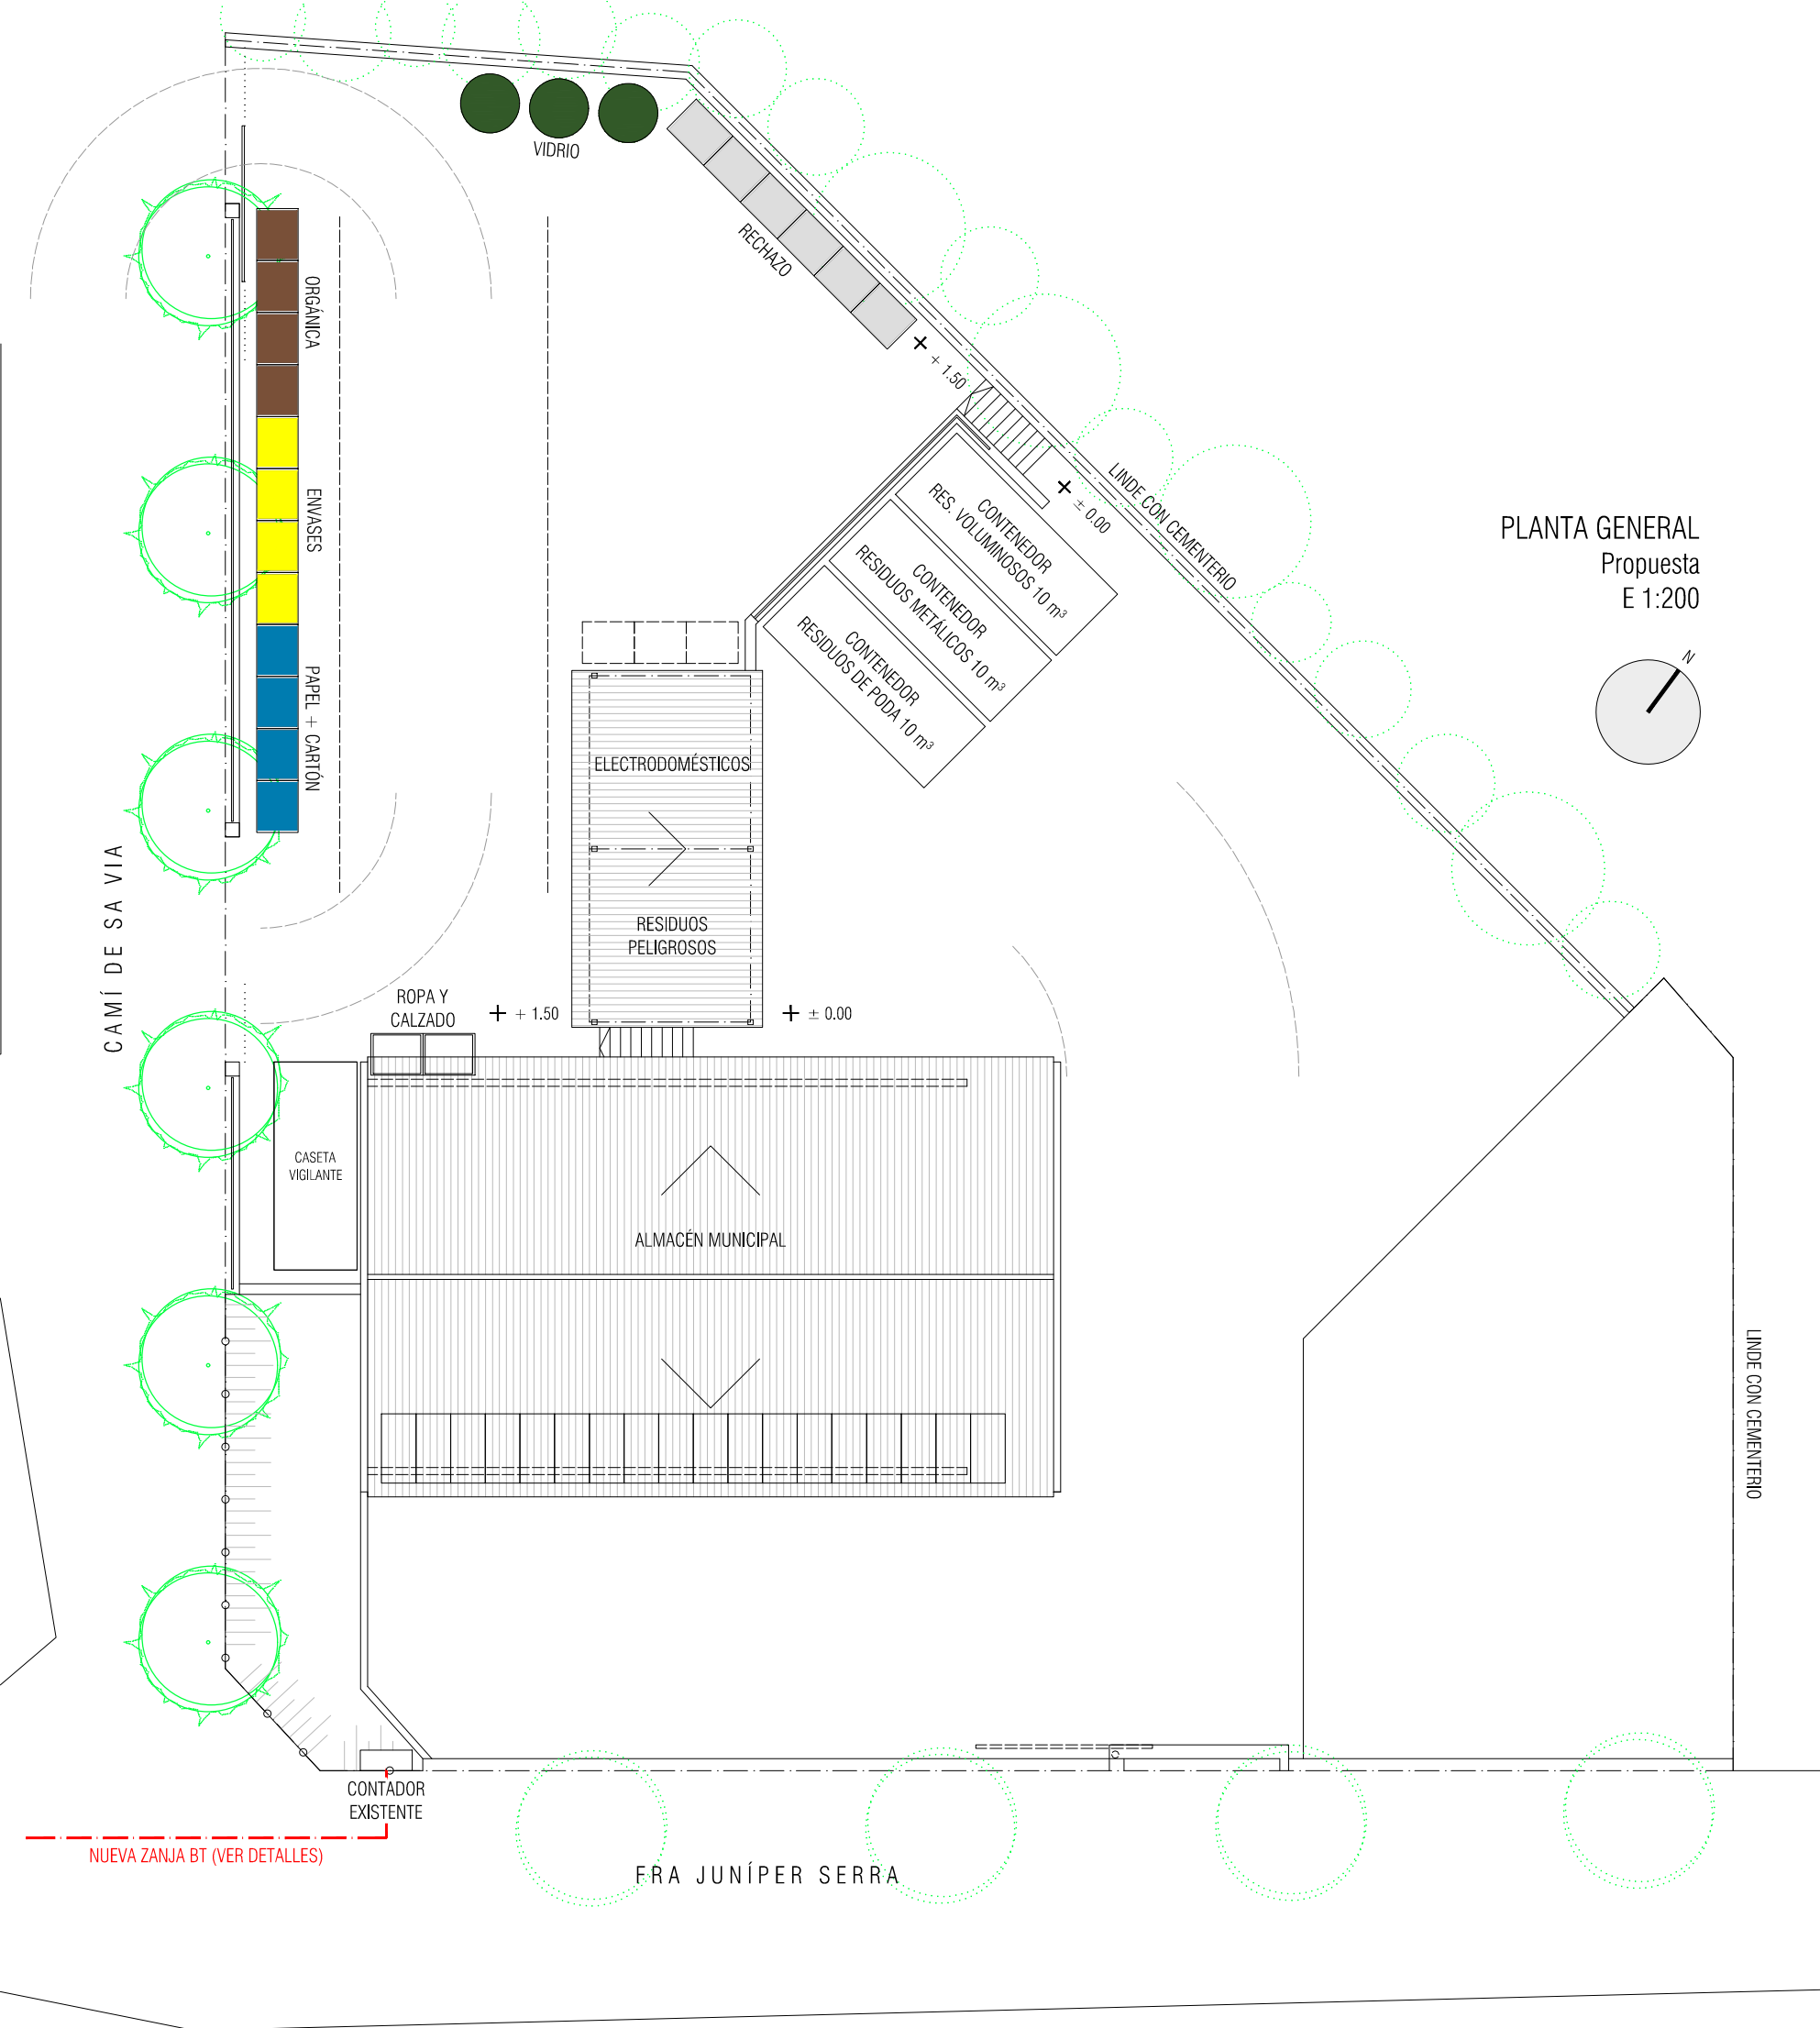 VIDRIO
RECHAZO
ORGÁNICA
ENVASES
PAPEL + CARTÓN
+ 1.50
± 0.00
LINDE CON CEMENTERIO
CONTENEDOR
RES. VOLUMINOSOS 10 m³
CONTENEDOR
RESIDUOS METÁLICOS 10 m³
CONTENEDOR
RESIDUOS DE PODA 10 m³
PLANTA GENERAL
Propuesta
E 1:200
N
ELECTRODOMÉSTICOS
RESIDUOS
PELIGROSOS
CAMÍ DE SA VIA
ROPA Y
CALZADO
+ 1.50
± 0.00
CASETA
VIGILANTE
ALMACÉN MUNICIPAL
LINDE CON CEMENTERIO
CONTADOR
EXISTENTE
NUEVA ZANJA BT (VER DETALLES)
FRA JUNÍPER SERRA